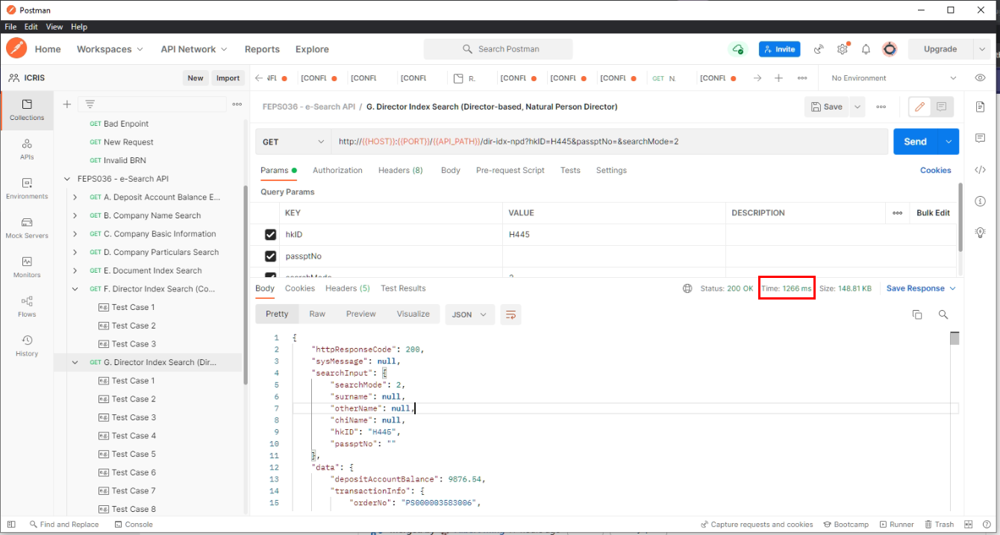 Postman
File Edit View Help
Home Workspaces API Network Reports Explore Search Postman Invite Upgrade
ICRIS New Import [CONFL [CONFL [CONFL R. [CONFL [CONFL [CONFL GET N. [CONFL No Environment
Collections
APIs
Environments
Mock Servers
Monitors
Flows
History
GET Bad Enpoint
GET New Request
GET Invalid BRN
FEPS036 - e-Search API
GET A. Deposit Account Balance E...
GET B. Company Name Search
GET C. Company Basic Information
GET D. Company Particulars Search
GET E. Document Index Search
GET F. Director Index Search (Co...
e.g. Test Case 1
e.g. Test Case 2
e.g. Test Case 3
GET G. Director Index Search (Dir...
e.g. Test Case 1
e.g. Test Case 2
e.g. Test Case 3
e.g. Test Case 4
e.g. Test Case 5
e.g. Test Case 6
e.g. Test Case 7
e.g. Test Case 8
FEPS036 - e-Search API / G. Director Index Search (Director-based, Natural Person Director) Save
GET http://{{HOST}}:{{PORT}}/{{API_PATH}}/dir-idx-npd?hkID=H445&passptNo=&searchMode=2 Send
Params Authorization Headers (8) Body Pre-request Script Tests Settings Cookies
Query Params
KEY VALUE DESCRIPTION Bulk Edit
hkID H445
passptNo
searchMode 2
Body Cookies Headers (5) Test Results Status: 200 OK Time: 1266 ms Size: 148.81 KB Save Response
Pretty Raw Preview Visualize JSON
1 {
2 "httpResponseCode": 200,
3 "sysMessage": null,
4 "searchInput": {
5 "searchMode": 2,
6 "surname": null,
7 "otherName": null,
8 "chiName": null,
9 "hkID": "H445",
10 "passptNo": ""
11 },
12 "data": {
13 "depositAccountBalance": 9876.54,
14 "transactionInfo": {
15 "orderNo": "PS000003583006",
Find and Replace Console Capture requests and cookies Bootcamp Runner Trash